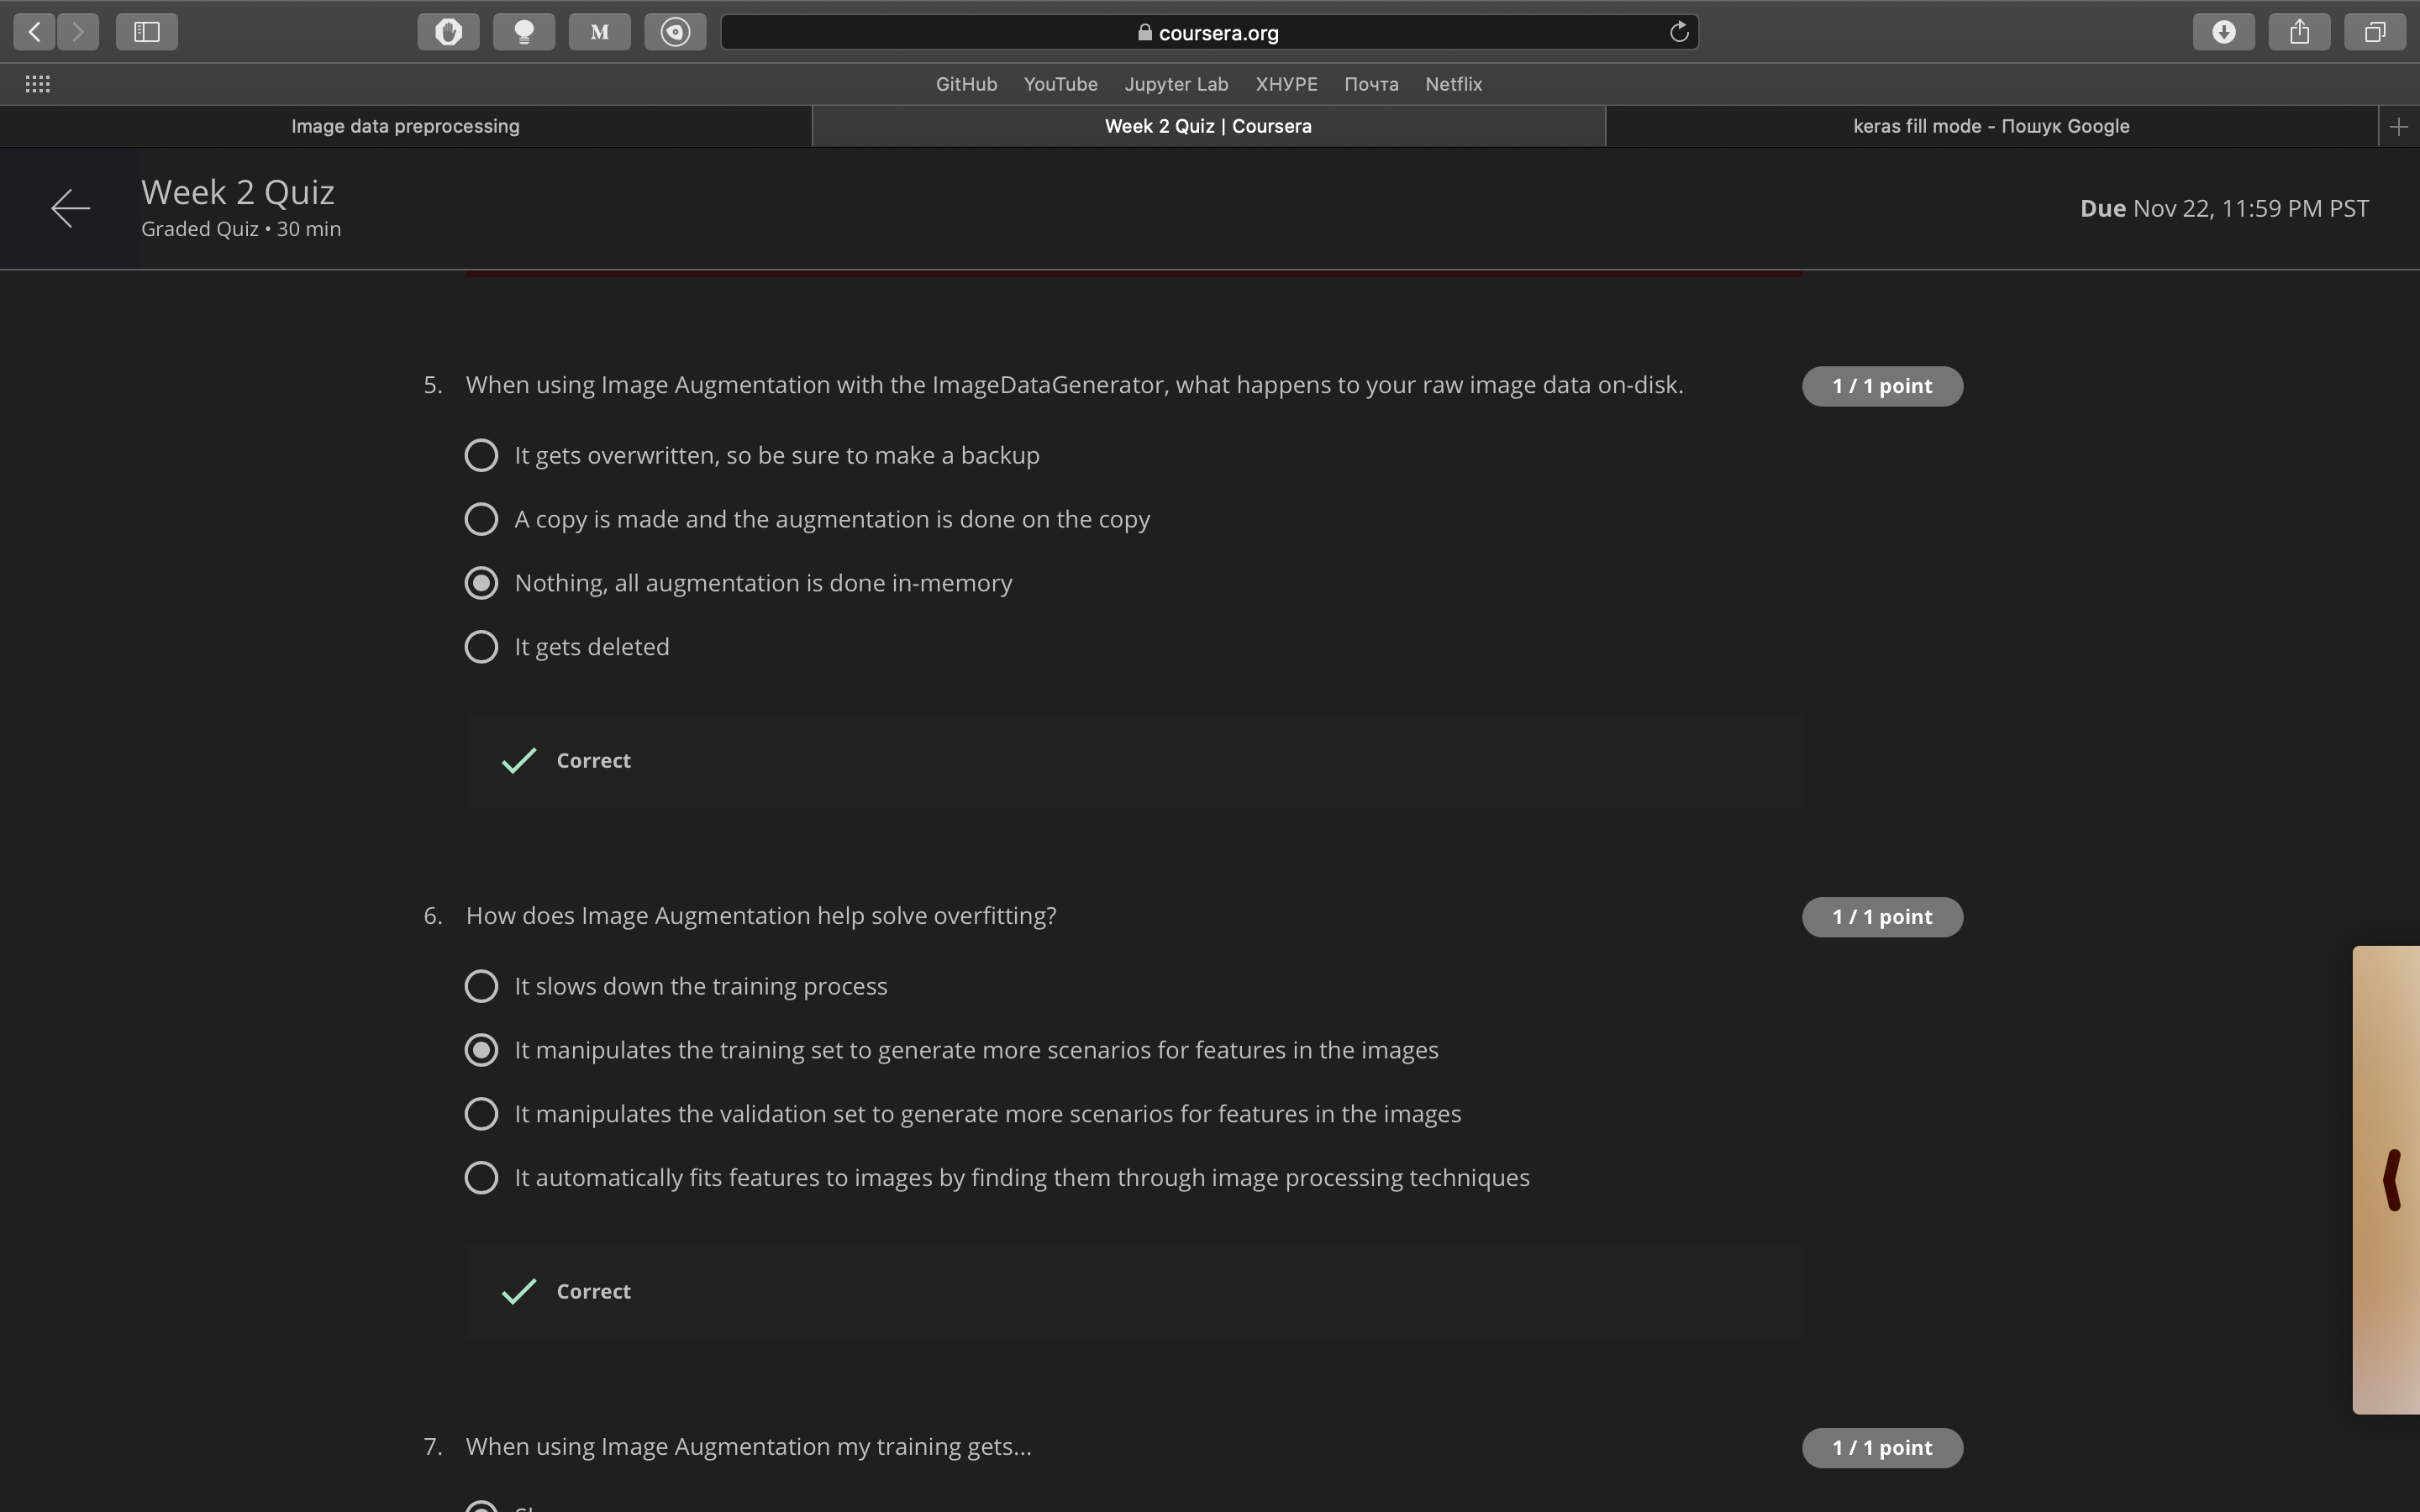 M
coursera.org
GitHub YouTube Jupyter Lab ХНУРЕ Почта Netflix
Image data preprocessing
Week 2 Quiz | Coursera
keras fill mode - Пошук Google
Week 2 Quiz
Graded Quiz • 30 min
Due Nov 22, 11:59 PM PST
5. When using Image Augmentation with the ImageDataGenerator, what happens to your raw image data on-disk.
1 / 1 point
It gets overwritten, so be sure to make a backup
A copy is made and the augmentation is done on the copy
Nothing, all augmentation is done in-memory
It gets deleted
Correct
6. How does Image Augmentation help solve overfitting?
1 / 1 point
It slows down the training process
It manipulates the training set to generate more scenarios for features in the images
It manipulates the validation set to generate more scenarios for features in the images
It automatically fits features to images by finding them through image processing techniques
Correct
7. When using Image Augmentation my training gets...
1 / 1 point